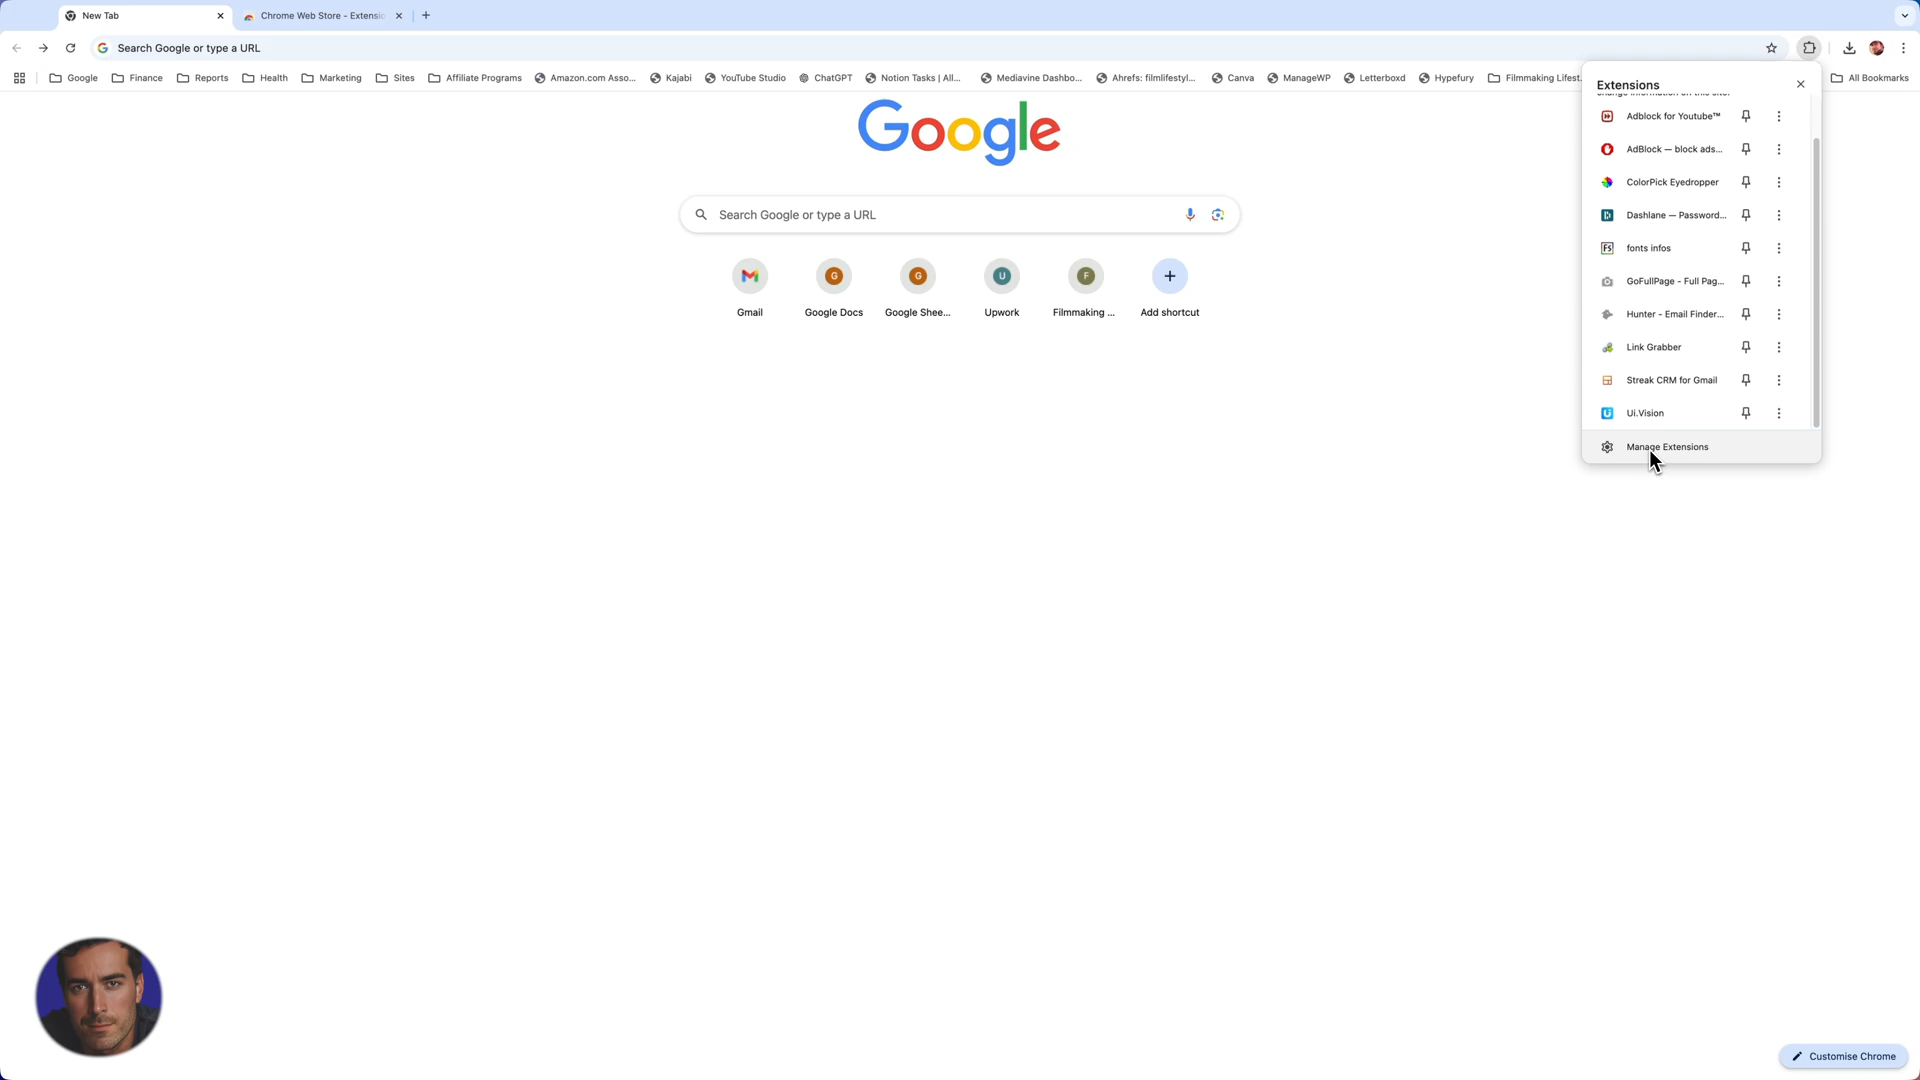 New Tab
Chrome Web Store - Extensio
Search Google or type a URL
Google
Finance
Reports
Health
Marketing
Sites
Affiliate Programs
Amazon.com Asso...
Kajabi
YouTube Studio
ChatGPT
Notion Tasks | All...
Mediavine Dashbo...
Ahrefs: filmlifestyl...
Canva
ManageWP
Letterboxd
Hypefury
Filmmaking Lifest.
All Bookmarks
Google
Search Google or type a URL
Gmail
Google Docs
Google Shee...
Upwork
Filmmaking ...
Add shortcut
Extensions
Adblock for Youtube™
AdBlock — block ads...
ColorPick Eyedropper
Dashlane — Password...
fonts infos
GoFullPage - Full Pag...
Hunter - Email Finder...
Link Grabber
Streak CRM for Gmail
Ui.Vision
Manage Extensions
Customise Chrome